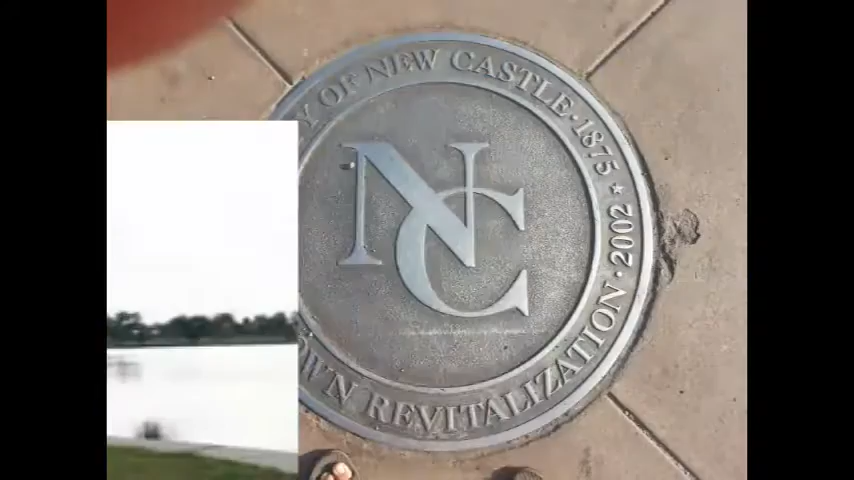 OF NEW CASTLE · 1875 ★ 2002 ·
REVITALIZATION
NC